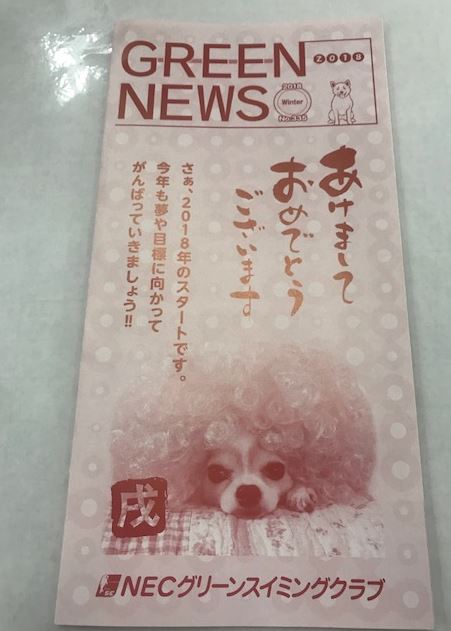 GREEN
NEWS
2018
2018
Winter
No.335
あけまして
おめでとう
ございます
さぁ、2018年のスタートです。
今年も夢や目標に向かって
がんばっていきましょう!!
戌
NECグリーンスイミングクラブ